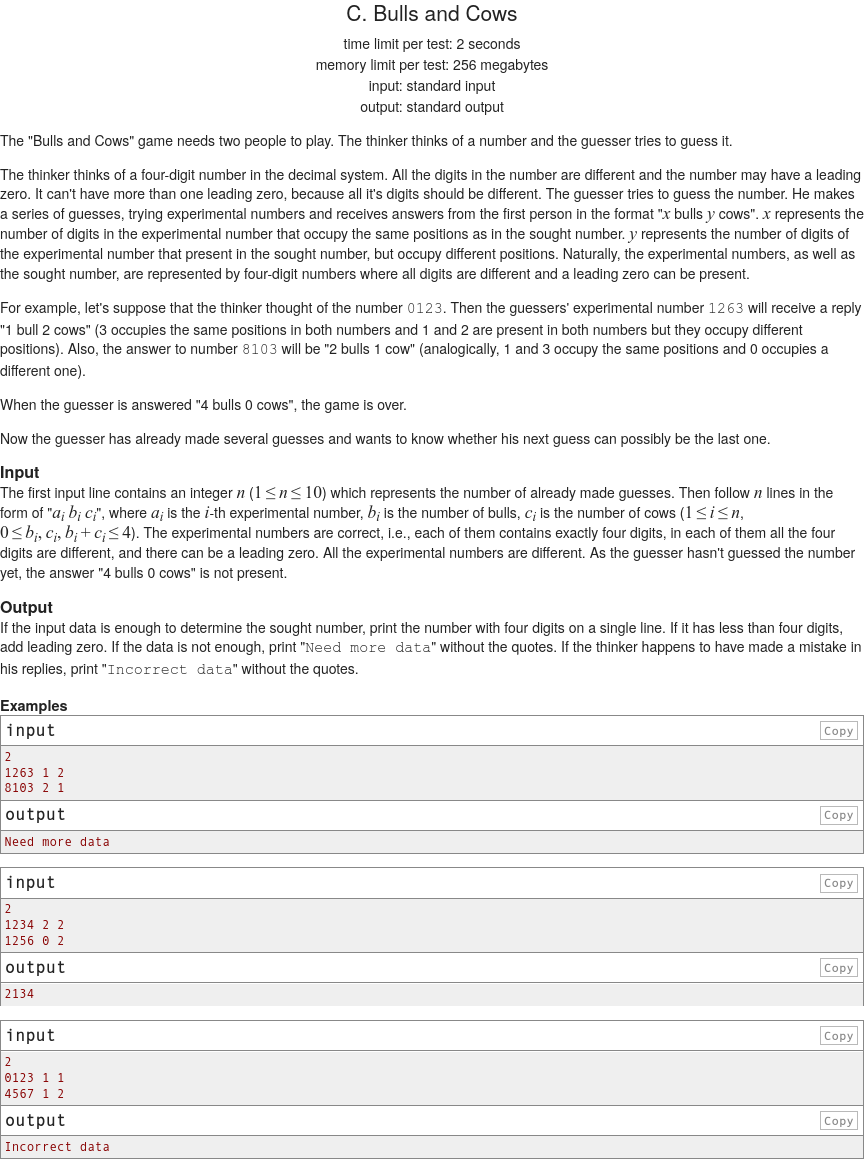 C. Bulls and Cows
time limit per test: 2 seconds
memory limit per test: 256 megabytes
input: standard input
output: standard output
The "Bulls and Cows" game needs two people to play. The thinker thinks of a number and the guesser tries to guess it.
The thinker thinks of a four-digit number in the decimal system. All the digits in the number are different and the number may have a leading
zero. It can't have more than one leading zero, because all it's digits should be different. The guesser tries to guess the number. He makes
a series of guesses, trying experimental numbers and receives answers from the first person in the format "x bulls y cows". x represents the
number of digits in the experimental number that occupy the same positions as in the sought number. y represents the number of digits of
the experimental number that present in the sought number, but occupy different positions. Naturally, the experimental numbers, as well as
the sought number, are represented by four-digit numbers where all digits are different and a leading zero can be present.
For example, let's suppose that the thinker thought of the number 0123. Then the guessers' experimental number 1263 will receive a reply
"1 bull 2 cows" (3 occupies the same positions in both numbers and 1 and 2 are present in both numbers but they occupy different
positions). Also, the answer to number 8103 will be "2 bulls 1 cow" (analogically, 1 and 3 occupy the same positions and 0 occupies a
different one).
When the guesser is answered "4 bulls 0 cows", the game is over.
Now the guesser has already made several guesses and wants to know whether his next guess can possibly be the last one.
Input
The first input line contains an integer n (1 ≤ n ≤ 10) which represents the number of already made guesses. Then follow n lines in the
form of "a_i b_i c_i", where a_i is the i-th experimental number, b_i is the number of bulls, c_i is the number of cows (1 ≤ i ≤ n,
0 ≤ b_i, c_i, b_i + c_i ≤ 4). The experimental numbers are correct, i.e., each of them contains exactly four digits, in each of them all the four
digits are different, and there can be a leading zero. All the experimental numbers are different. As the guesser hasn't guessed the number
yet, the answer "4 bulls 0 cows" is not present.
Output
If the input data is enough to determine the sought number, print the number with four digits on a single line. If it has less than four digits,
add leading zero. If the data is not enough, print "Need more data" without the quotes. If the thinker happens to have made a mistake in
his replies, print "Incorrect data" without the quotes.
Examples
input Copy
2
1263 1 2
8103 2 1
output Copy
Need more data
input Copy
2
1234 2 2
1256 0 2
output Copy
2134
input Copy
2
0123 1 1
4567 1 2
output Copy
Incorrect data